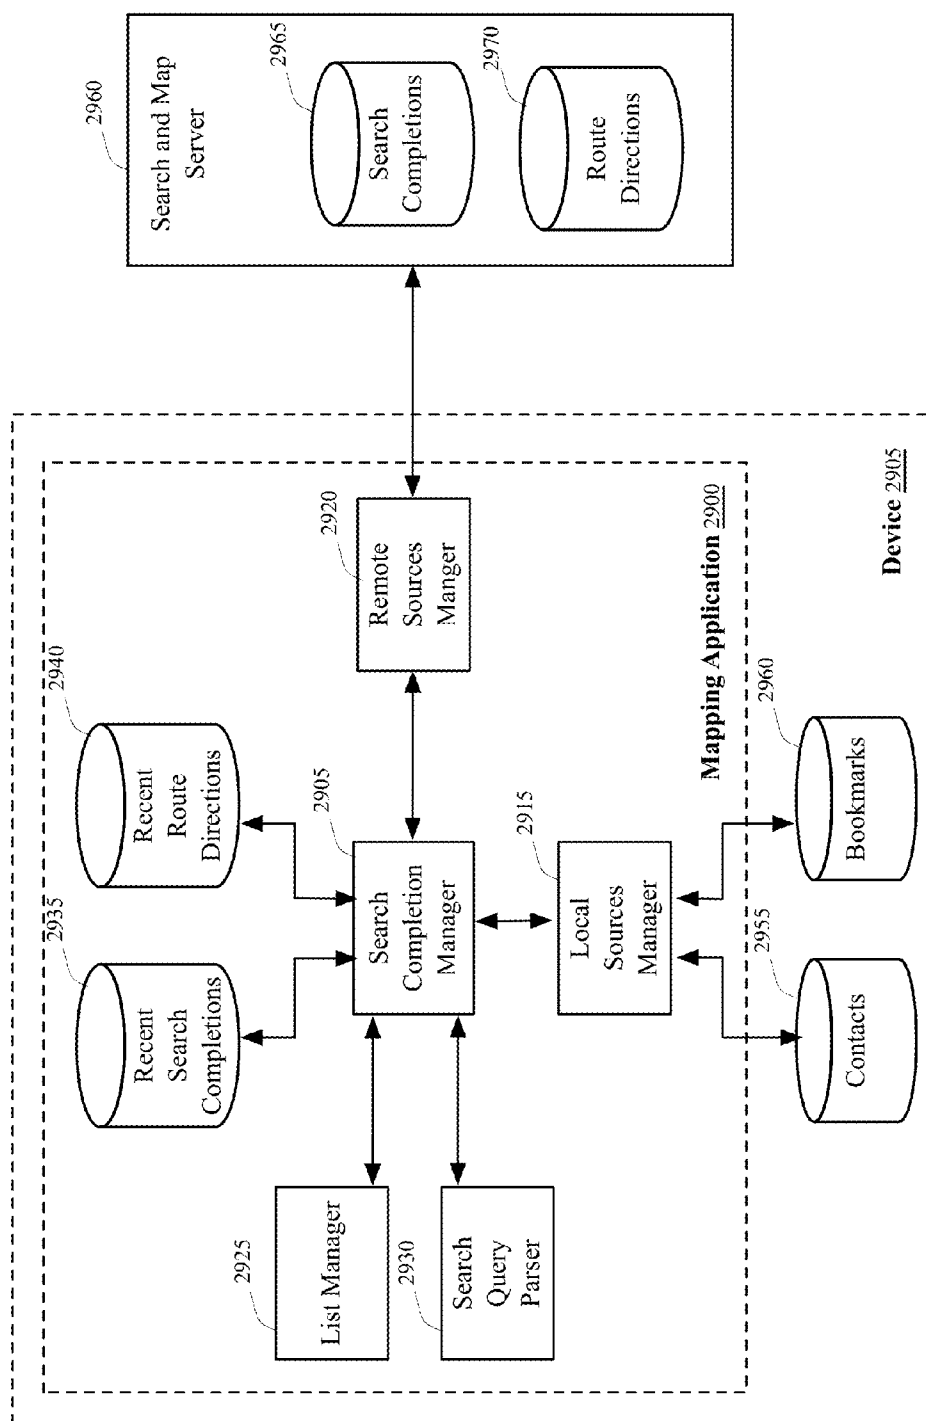 2935
Recent
Search
Completions
2940
Recent
Route
Directions
2960
Search and Map
Server
2965
Search
Completions
2970
Route
Directions
2925
List Manager
2930
Search
Query
Parser
2905
Search
Completion
Manager
2920
Remote
Sources
Manger
2915
Local
Sources
Manager
Mapping Application 2900
2955
Contacts
2960
Bookmarks
Device 2905